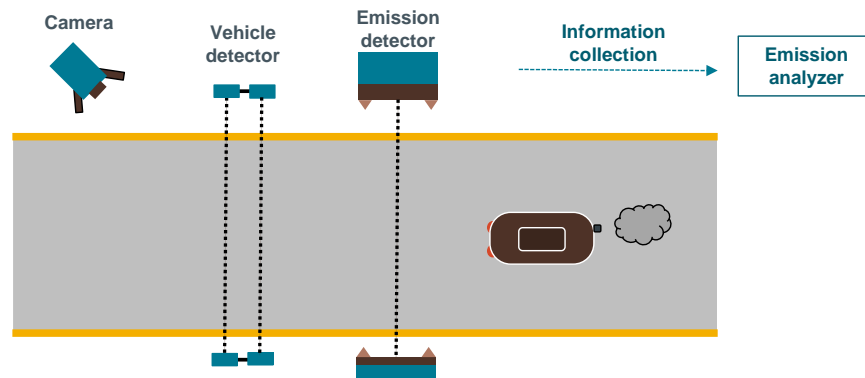 Camera
Vehicle
detector
Emission
detector
Information
collection
Emission
analyzer